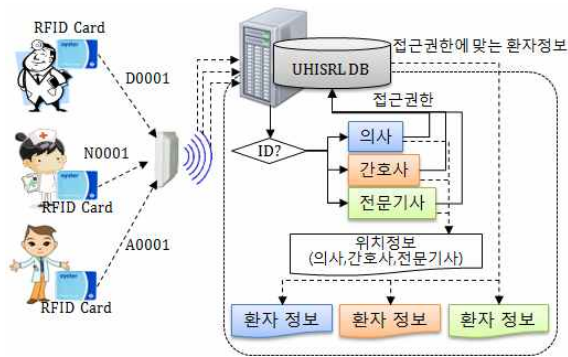 RFID Card
D0001
N0001
RFID Card
A0001
RFID Card
UHISRL DB
접근권한에 맞는 환자정보
접근권한
ID?
의사
간호사
전문기사
위치정보
(의사,간호사,전문기사)
환자 정보
환자 정보
환자 정보
oyster
oyster
oyster